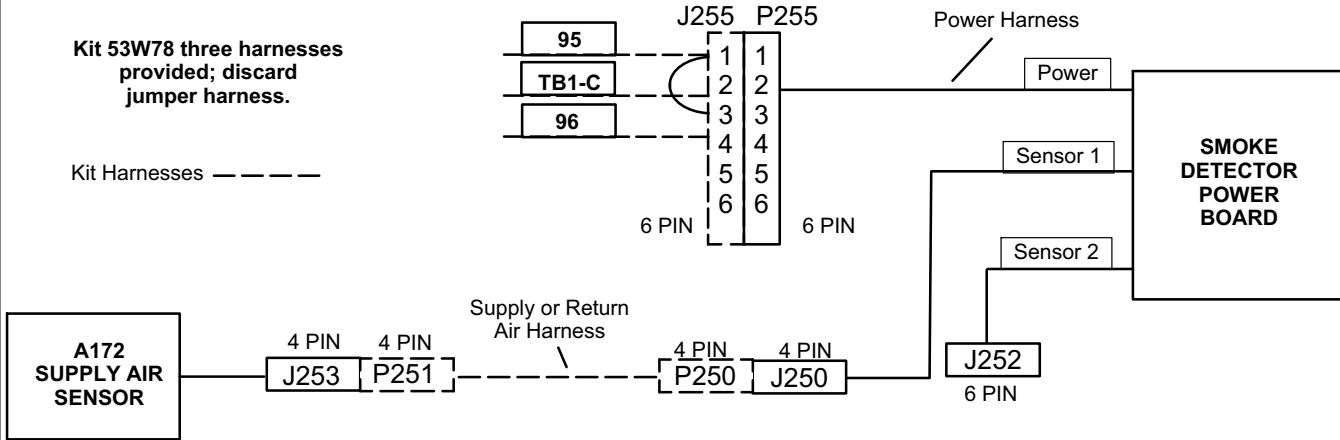 Kit 53W78 three harnesses
provided; discard
jumper harness.
Kit Harnesses
95
TB1-C
96
J255 P255
1 1
2 2
3 3
4 4
5 5
6 6
6 PIN
6 PIN
Power Harness
Power
Sensor 1
Sensor 2
SMOKE
DETECTOR
POWER
BOARD
A172
SUPPLY AIR
SENSOR
4 PIN
J253
4 PIN
P251
Supply or Return
Air Harness
4 PIN
P250
4 PIN
J250
J252
6 PIN